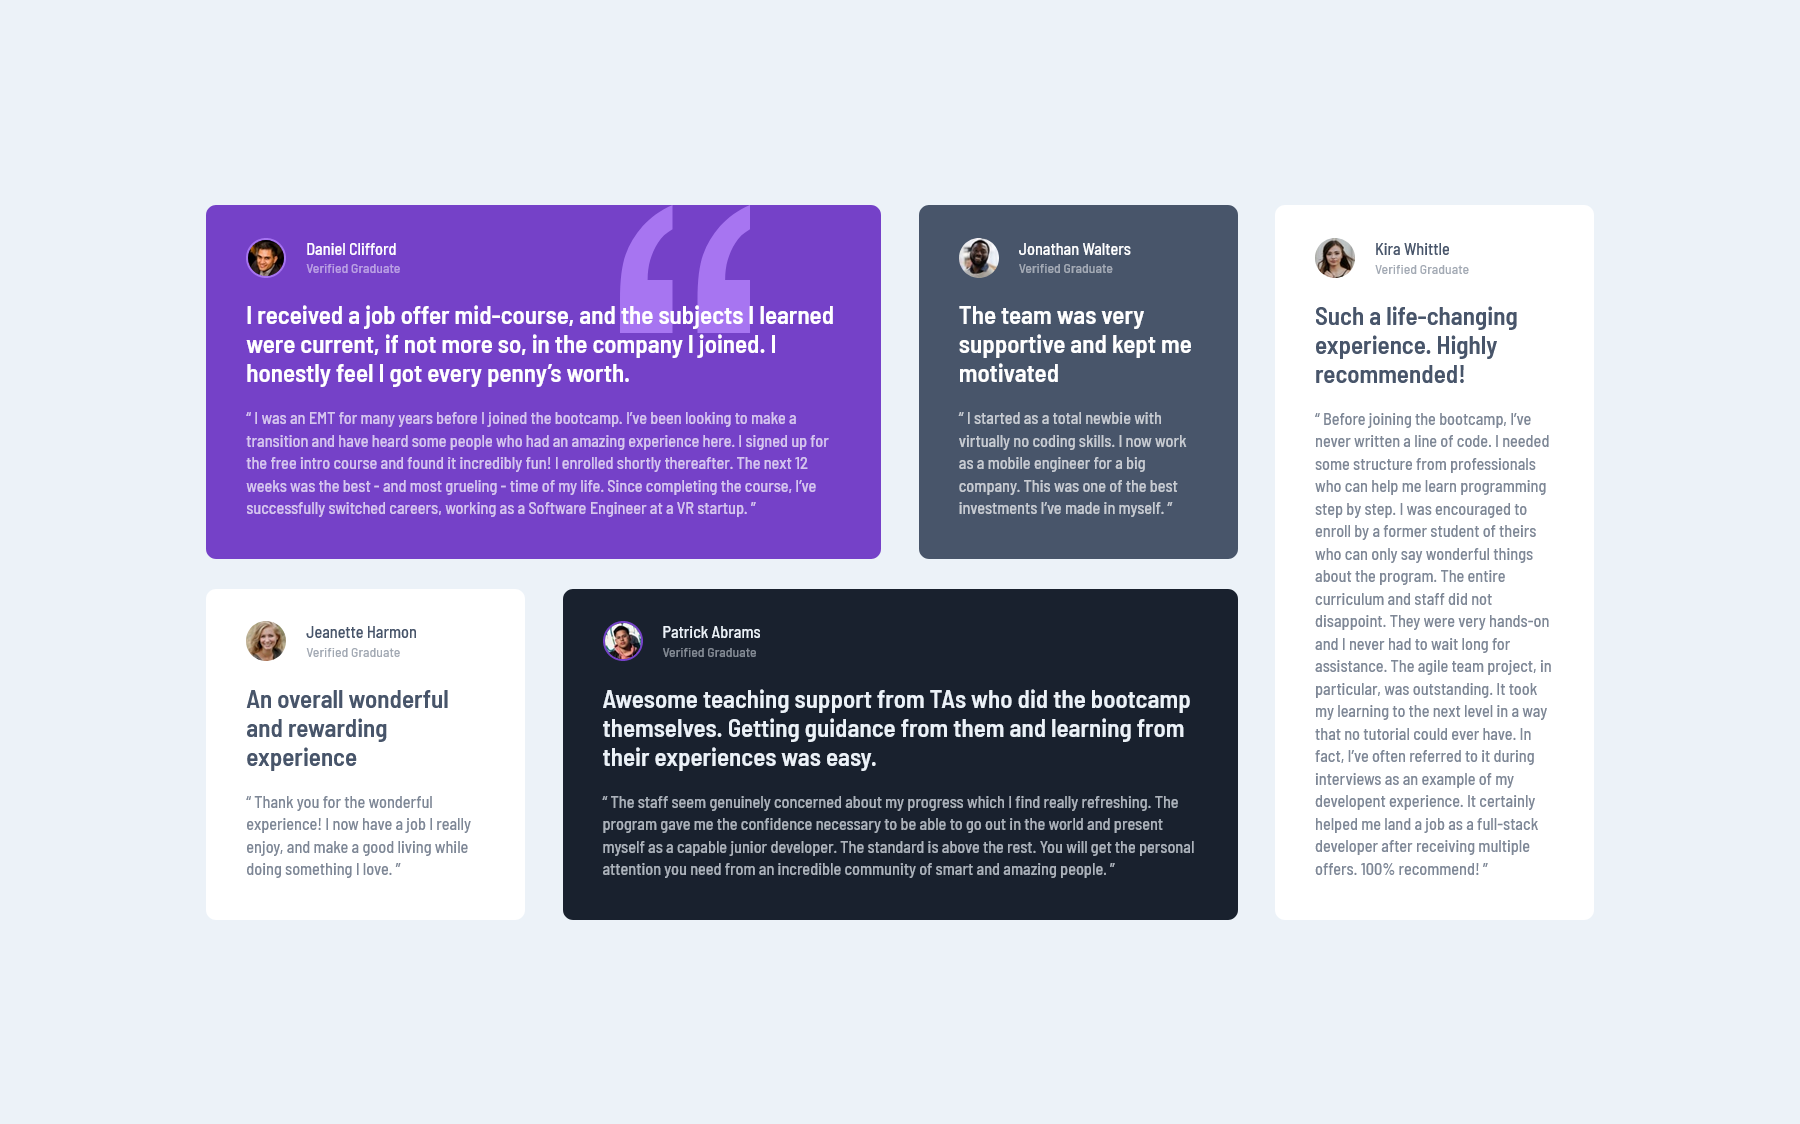 Daniel Clifford
Verified Graduate
I received a job offer mid-course, and the subjects I learned
were current, if not more so, in the company I joined. I
honestly feel I got every penny’s worth.
“ I was an EMT for many years before I joined the bootcamp. I’ve been looking to make a
transition and have heard some people who had an amazing experience here. I signed up for
the free intro course and found it incredibly fun! I enrolled shortly thereafter. The next 12
weeks was the best - and most grueling - time of my life. Since completing the course, I’ve
successfully switched careers, working as a Software Engineer at a VR startup. ”
Jonathan Walters
Verified Graduate
The team was very
supportive and kept me
motivated
“ I started as a total newbie with
virtually no coding skills. I now work
as a mobile engineer for a big
company. This was one of the best
investments I’ve made in myself. ”
Kira Whittle
Verified Graduate
Such a life-changing
experience. Highly
recommended!
“ Before joining the bootcamp, I’ve
never written a line of code. I needed
some structure from professionals
who can help me learn programming
step by step. I was encouraged to
enroll by a former student of theirs
who can only say wonderful things
about the program. The entire
curriculum and staff did not
disappoint. They were very hands-on
and I never had to wait long for
assistance. The agile team project, in
particular, was outstanding. It took
my learning to the next level in a way
that no tutorial could ever have. In
fact, I’ve often referred to it during
interviews as an example of my
developent experience. It certainly
helped me land a job as a full-stack
developer after receiving multiple
offers. 100% recommend! ”
Jeanette Harmon
Verified Graduate
An overall wonderful
and rewarding
experience
“ Thank you for the wonderful
experience! I now have a job I really
enjoy, and make a good living while
doing something I love. ”
Patrick Abrams
Verified Graduate
Awesome teaching support from TAs who did the bootcamp
themselves. Getting guidance from them and learning from
their experiences was easy.
“ The staff seem genuinely concerned about my progress which I find really refreshing. The
program gave me the confidence necessary to be able to go out in the world and present
myself as a capable junior developer. The standard is above the rest. You will get the personal
attention you need from an incredible community of smart and amazing people. ”